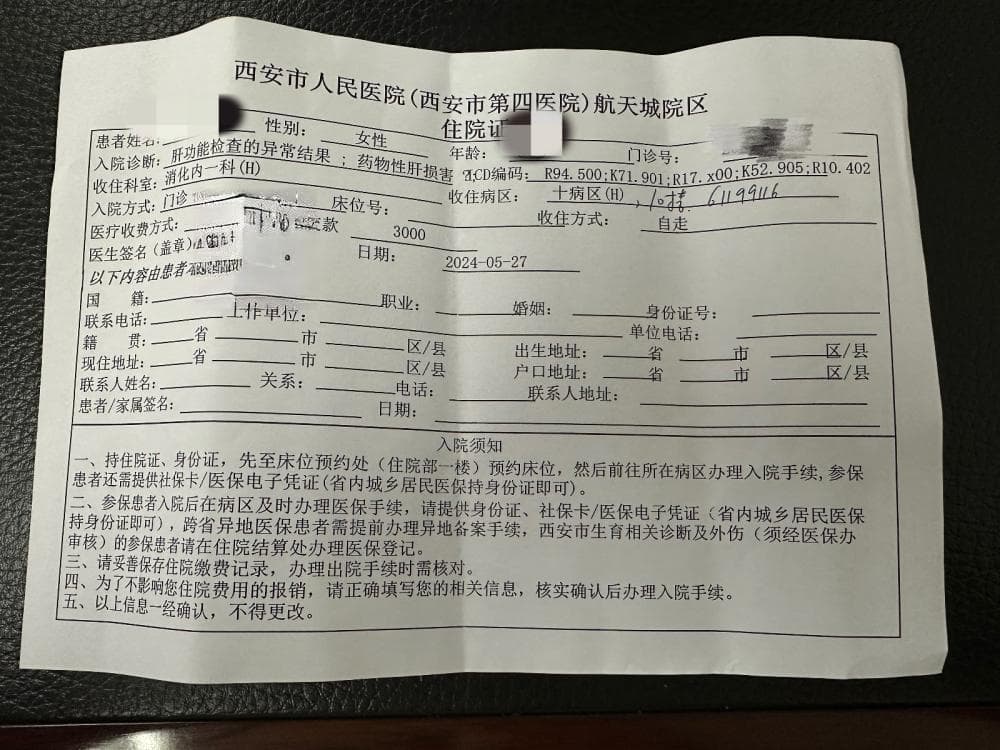 西安市人民医院(西安市第四医院)航天城院区
住院证
患者姓名: 性别: 女性 年龄: 门诊号:
入院诊断: 肝功能检查的异常结果 ; 药物性肝损害 ICD编码: R94.500;K71.901;R17.x00;K52.905;R10.402
收住科室: 消化内一科(H) 收住病区: 十病区(H) , 10楼. 61199116
入院方式: 门诊 床位号: 收住方式: 自走
医疗收费方式: 款 3000
医生签名(盖章) 日期: 2024-05-27
以下内容由患者
国 籍: 职业: 婚姻: 身份证号:
联系电话: 工作单位: 单位电话:
籍 贯: 省 市 区/县 出生地址: 省 市 区/县
现住地址: 省 市 区/县 户口地址: 省 市 区/县
联系人姓名: 关系: 电话: 联系人地址:
患者/家属签名: 日期:
入院须知
一、持住院证、身份证，先至床位预约处（住院部一楼）预约床位，然后前往所在病区办理入院手续,参保
患者还需提供社保卡/医保电子凭证(省内城乡居民医保持身份证即可)。
二、参保患者入院后在病区及时办理医保手续，请提供身份证、社保卡/医保电子凭证（省内城乡居民医保
持身份证即可），跨省异地医保患者需提前办理异地备案手续，西安市生育相关诊断及外伤（须经医保办
审核）的参保患者请在住院结算处办理医保登记。
三、请妥善保存住院缴费记录，办理出院手续时需核对。
四、为了不影响您住院费用的报销，请正确填写您的相关信息，核实确认后办理入院手续。
五、以上信息一经确认，不得更改。